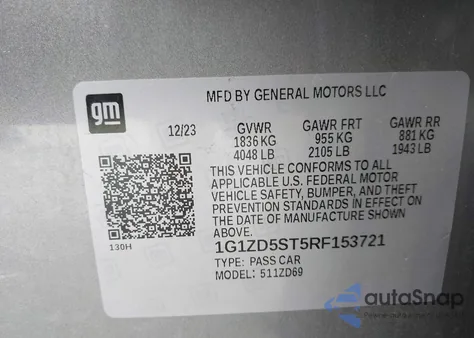 gm
MFD BY GENERAL MOTORS LLC
12/23 GVWR GAWR FRT GAWR RR
1836 KG 955 KG 881 KG
4048 LB 2105 LB 1943 LB
THIS VEHICLE CONFORMS TO ALL
APPLICABLE U.S. FEDERAL MOTOR
VEHICLE SAFETY, BUMPER, AND THEFT
PREVENTION STANDARDS IN EFFECT ON
THE DATE OF MANUFACTURE SHOWN
ABOVE.
130H
1G1ZD5ST5RF153721
TYPE: PASS CAR
MODEL: 511ZD69
autoSnap